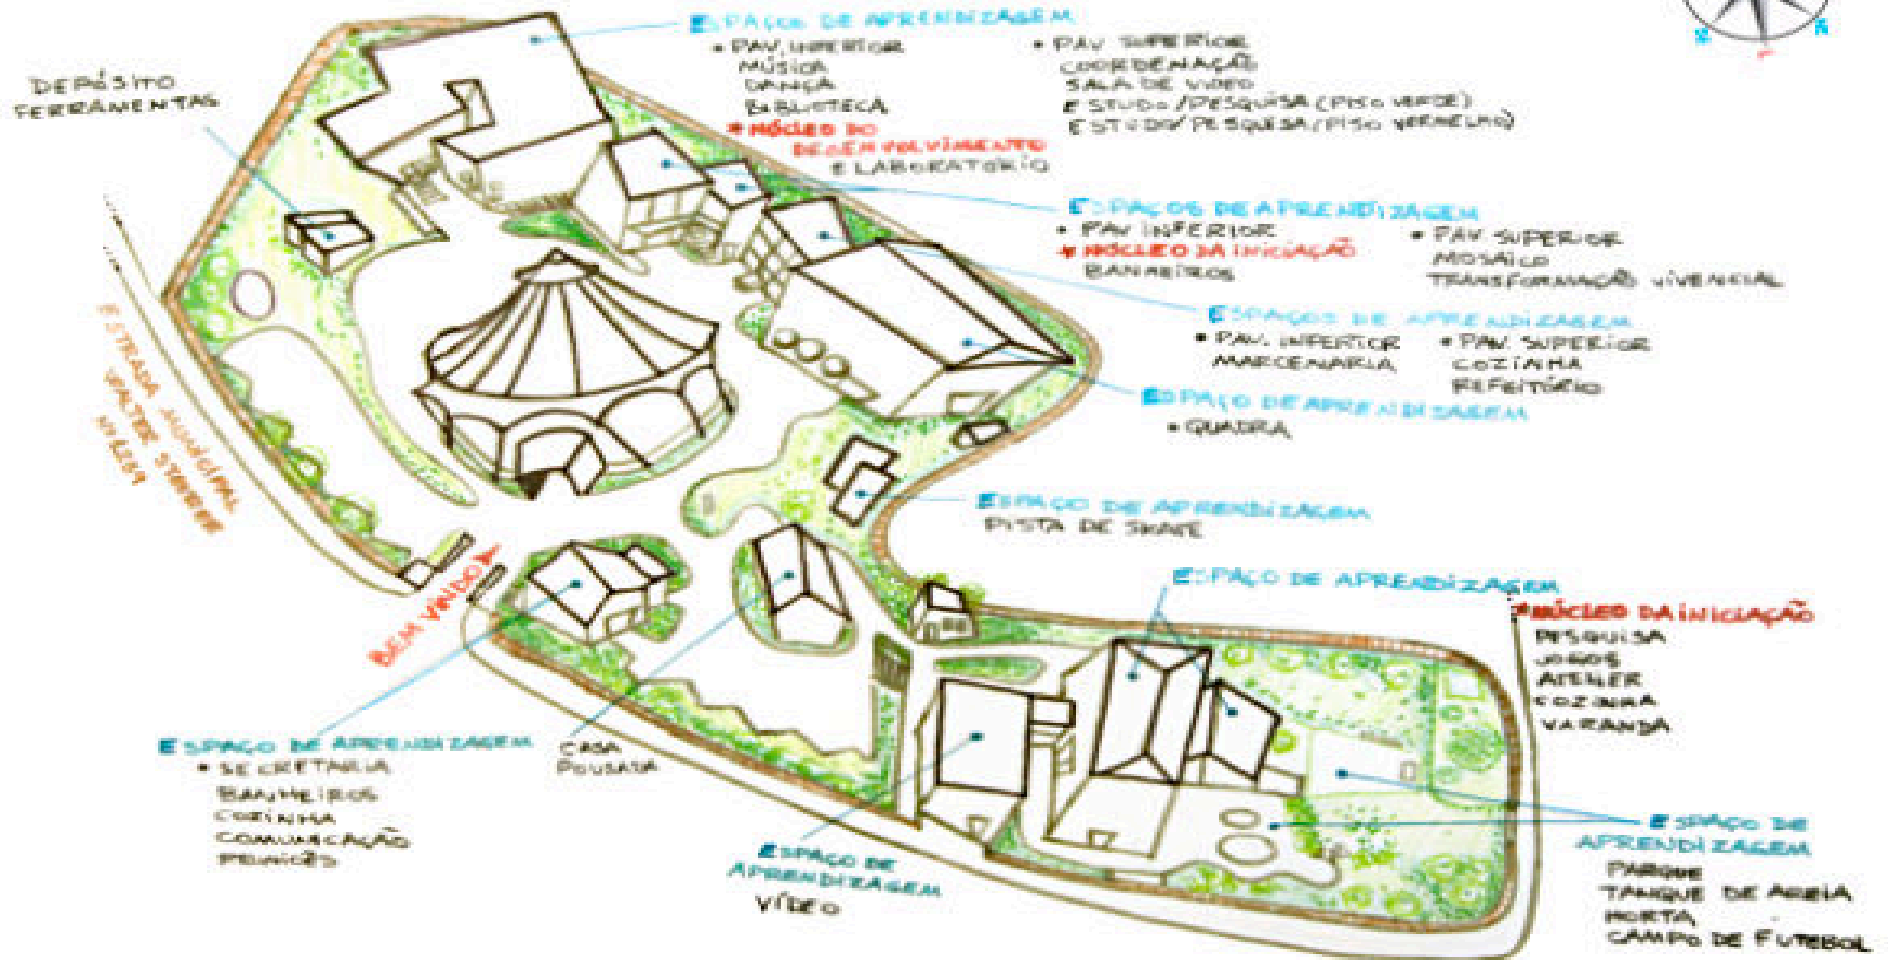 ESPAÇO DE APRENDIZAGEM
• PAV. INFERIOR
MÚSICA
DANÇA
BIBLIOTECA
* NÚCLEO DO
DESENVOLVIMENTO
E LABORATÓRIO
• PAV SUPERIOR
COORDENAÇÃO
SALA DE VIDEO
ESTUDO/PESQUISA (PISO VERDE)
ESTUDO/PESQUISA (PISO VERMELHO)
DEPÓSITO
FERRAMENTAS
ESPAÇOS DE APRENDIZAGEM
• PAV INFERIOR
* NÚCLEO DA INICIAÇÃO
BANHEIROS
• PAV. SUPERIOR
MOSAICO
TRANSFORMAÇÃO VIVENCIAL
ESPAÇOS DE APRENDIZAGEM
• PAV. INFERIOR
MARCENARIA
• PAV. SUPERIOR
COZINHA
REFEITÓRIO
ESPAÇO DE APRENDIZAGEM
• QUADRA
ESTRADA MUNICIPAL
WALTER
ESPAÇO DE APRENDIZAGEM
PISTA DE SKATE
BEM VINDO
ESPAÇO DE APRENDIZAGEM
* NÚCLEO DA INICIAÇÃO
PESQUISA
JOGOS
ATELIER
COZINHA
VARANDA
ESPAÇO DE APRENDIZAGEM
• SECRETARIA
BANHEIROS
COZINHA
COMUNICAÇÃO
CASA
POUSADA
ESPAÇO DE
APRENDIZAGEM
VÍDEO
ESPAÇO DE
APRENDIZAGEM
PARQUE
TANQUE DE AREIA
HORTA
CAMPO DE FUTEBOL